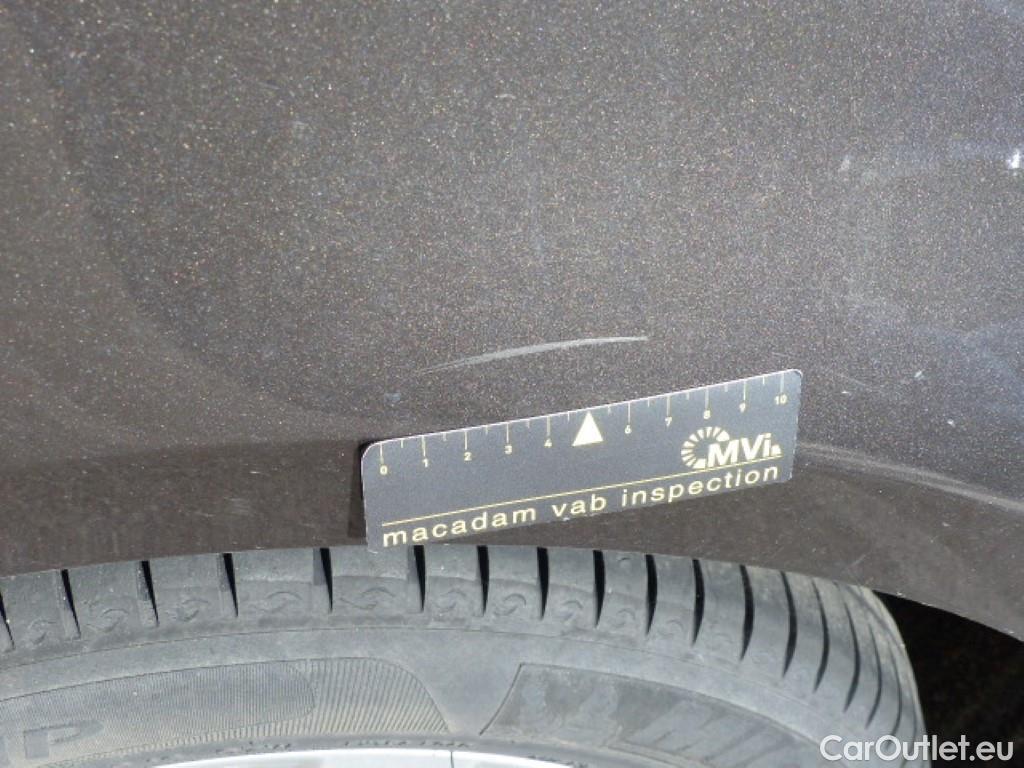 0 1 2 3 4 6 7 8 9 10
MVi
macadam vab inspection
CarOutlet.eu